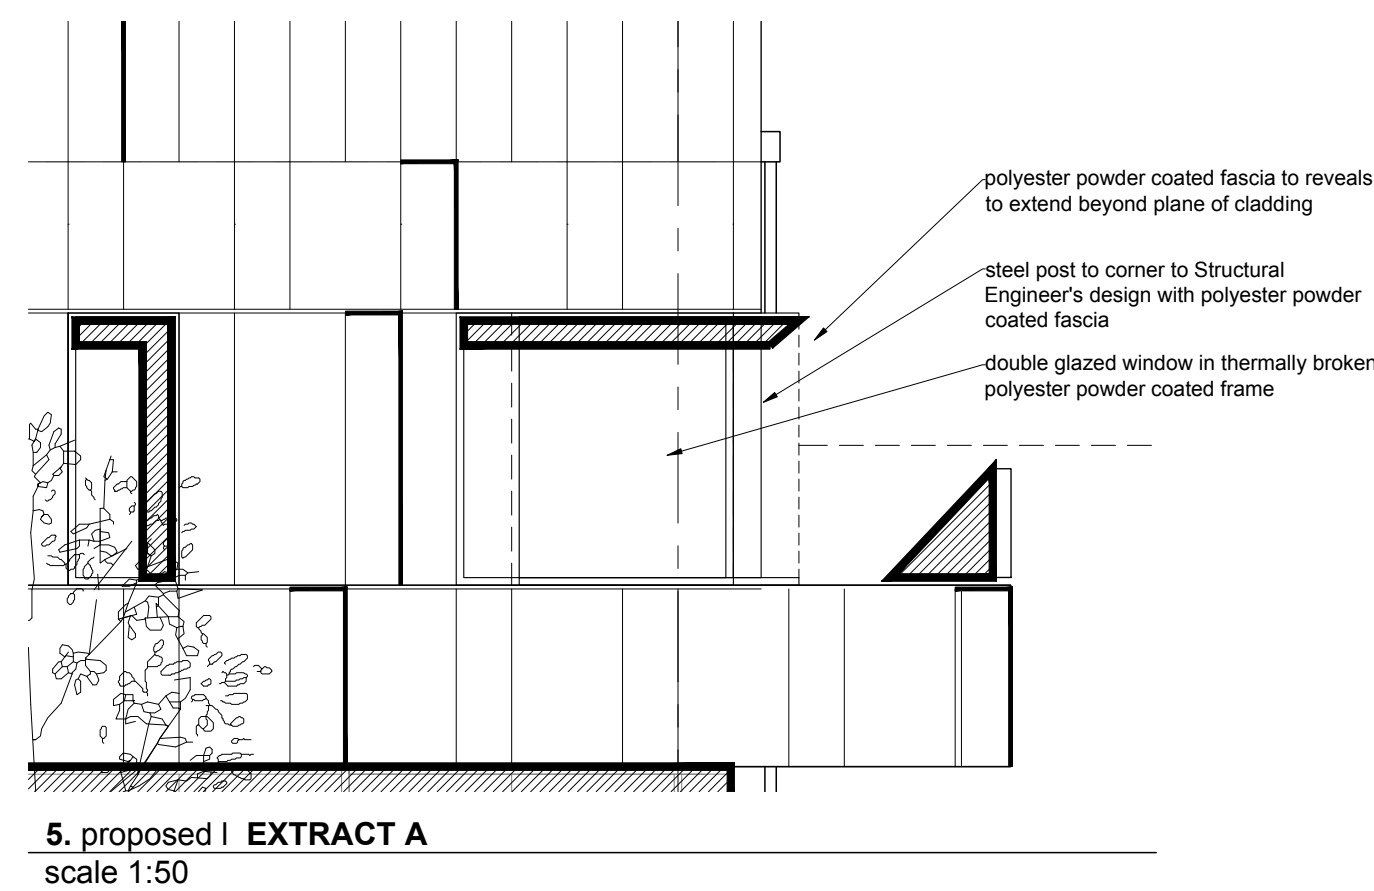 polyester powder coated fascia to reveals
to extend beyond plane of cladding
steel post to corner to Structural
Engineer's design with polyester powder
coated fascia
double glazed window in thermally broken
polyester powder coated frame
5. proposed l EXTRACT A
scale 1:50